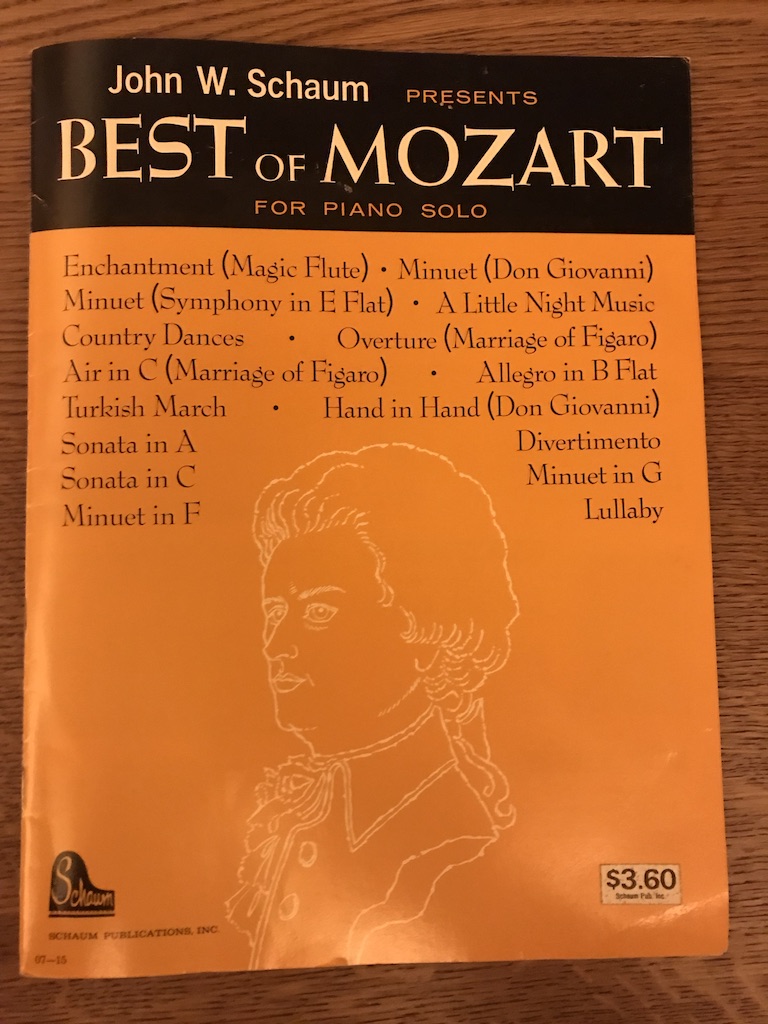 John W. Schaum PRESENTS
BEST OF MOZART
FOR PIANO SOLO
Enchantment (Magic Flute) • Minuet (Don Giovanni)
Minuet (Symphony in E Flat) • A Little Night Music
Country Dances • Overture (Marriage of Figaro)
Air in C (Marriage of Figaro) • Allegro in B Flat
Turkish March • Hand in Hand (Don Giovanni)
Sonata in A Divertimento
Sonata in C Minuet in G
Minuet in F Lullaby
Schaum
SCHAUM PUBLICATIONS, INC.
07—15
$3.60
Schaum Pub. Inc.